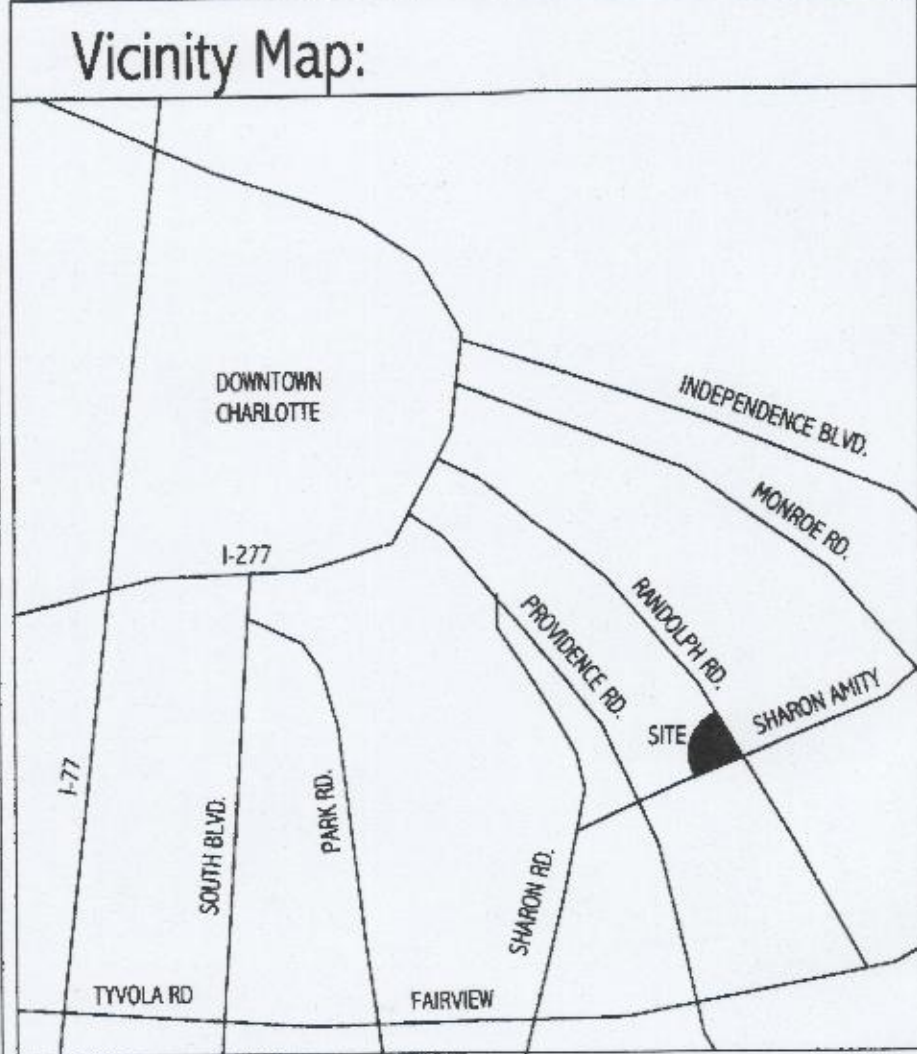 Vicinity Map:
DOWNTOWN
CHARLOTTE
INDEPENDENCE BLVD.
MONROE RD.
I-277
RANDOLPH RD.
PROVIDENCE RD.
SHARON AMITY
SITE
I-77
SOUTH BLVD.
PARK RD.
SHARON RD.
TYVOLA RD
FAIRVIEW